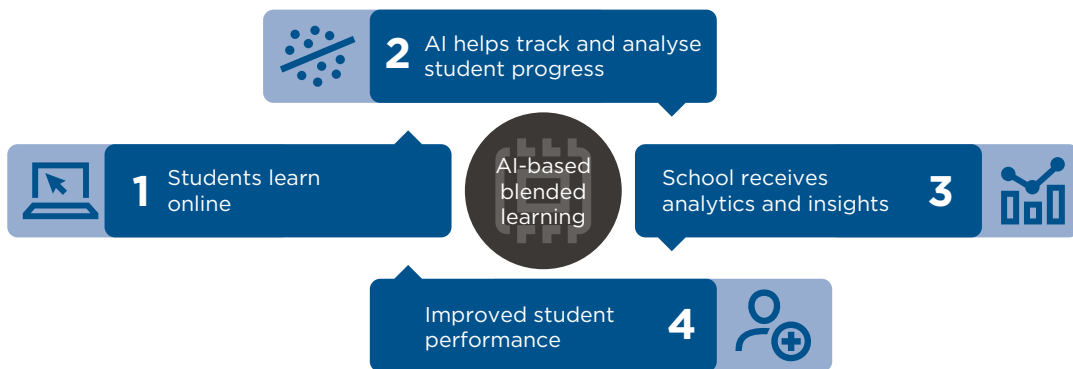 2
AI helps track and analyse
student progress
1
Students learn
online
AI-based
blended
learning
School receives
analytics and insights
3
Improved student
performance
4